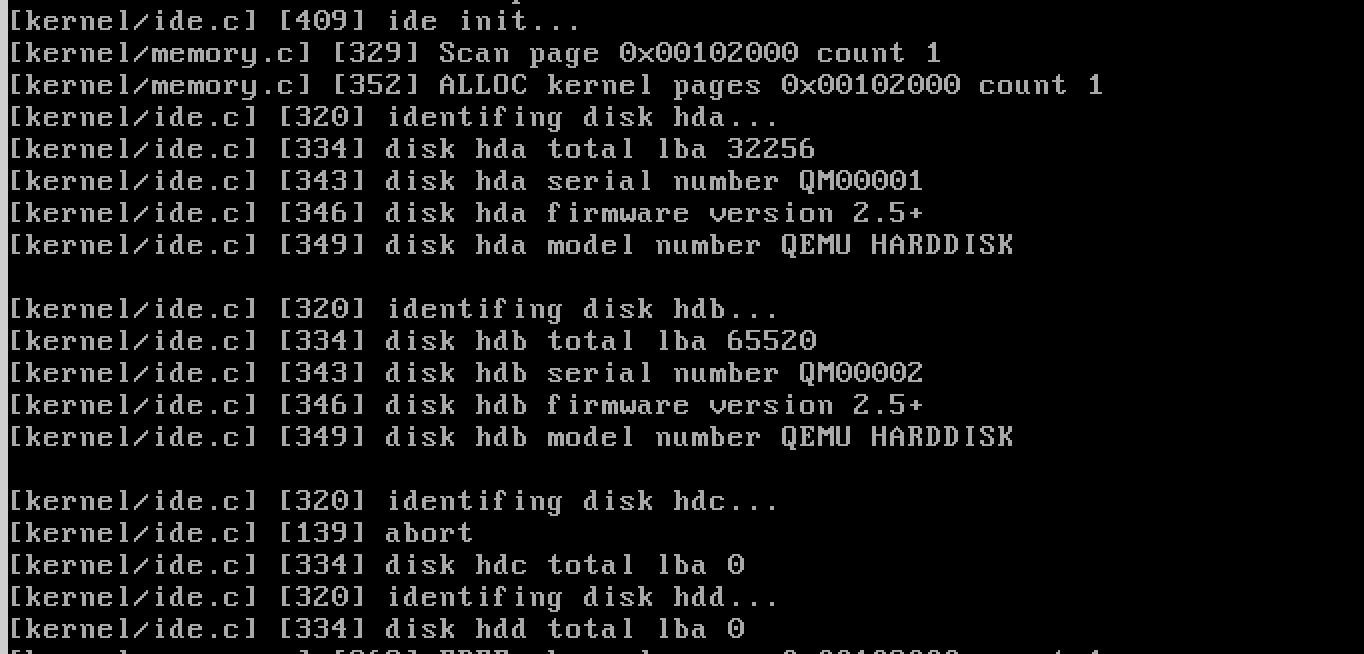 [kernel/ide.c] [409] ide init...
[kernel/memory.c] [329] Scan page 0x00102000 count 1
[kernel/memory.c] [352] ALLOC kernel pages 0x00102000 count 1
[kernel/ide.c] [320] identifing disk hda...
[kernel/ide.c] [334] disk hda total lba 32256
[kernel/ide.c] [343] disk hda serial number QM00001
[kernel/ide.c] [346] disk hda firmware version 2.5+
[kernel/ide.c] [349] disk hda model number QEMU HARDDISK
[kernel/ide.c] [320] identifing disk hdb...
[kernel/ide.c] [334] disk hdb total lba 65520
[kernel/ide.c] [343] disk hdb serial number QM00002
[kernel/ide.c] [346] disk hdb firmware version 2.5+
[kernel/ide.c] [349] disk hdb model number QEMU HARDDISK
[kernel/ide.c] [320] identifing disk hdc...
[kernel/ide.c] [139] abort
[kernel/ide.c] [334] disk hdc total lba 0
[kernel/ide.c] [320] identifing disk hdd...
[kernel/ide.c] [334] disk hdd total lba 0